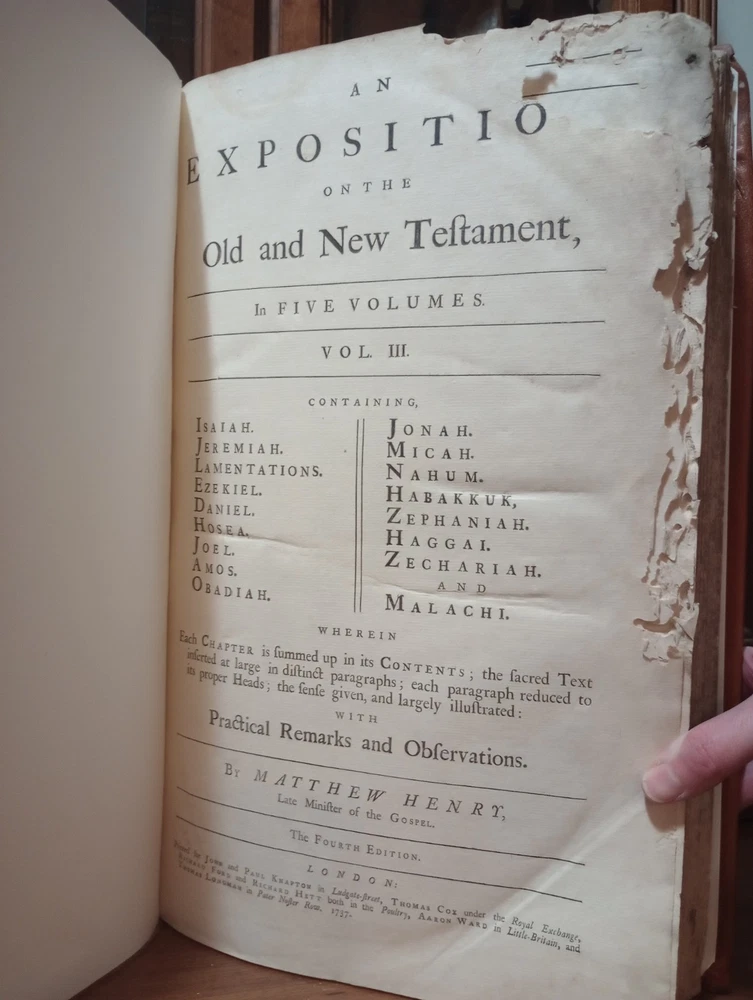 AN
EXPOSITIO
ON THE
Old and New Teſtament,
In FIVE VOLUMES.
VOL. III.
CONTAINING,
ISAIAH.
JEREMIAH.
LAMENTATIONS.
EZEKIEL.
DANIEL.
HOSEA.
JOEL.
AMOS.
OBADIAH.
JONAH.
MICAH.
NAHUM.
HABAKKUK,
ZEPHANIAH.
HAGGAI.
ZECHARIAH.
AND
MALACHI.
WHEREIN
Each CHAPTER is ſummed up in its CONTENTS; the ſacred Text
inſerted at large in diſtinct paragraphs; each paragraph reduced to
its proper Heads; the ſenſe given, and largely illuſtrated:
WITH
Practical Remarks and Obſervations.
By MATTHEW HENRY,
Late Miniſter of the GOSPEL.
The FOURTH EDITION.
LONDON:
Printed for JOHN and PAUL KNAPTON in Ludgate-ſtreet, THOMAS COX under the Royal Exchange,
RICHARD FORD and RICHARD HETT both in the Poultry, AARON WARD in Little-Britain, and
THOMAS LONGMAN in Pater Noſter Row. 1737.